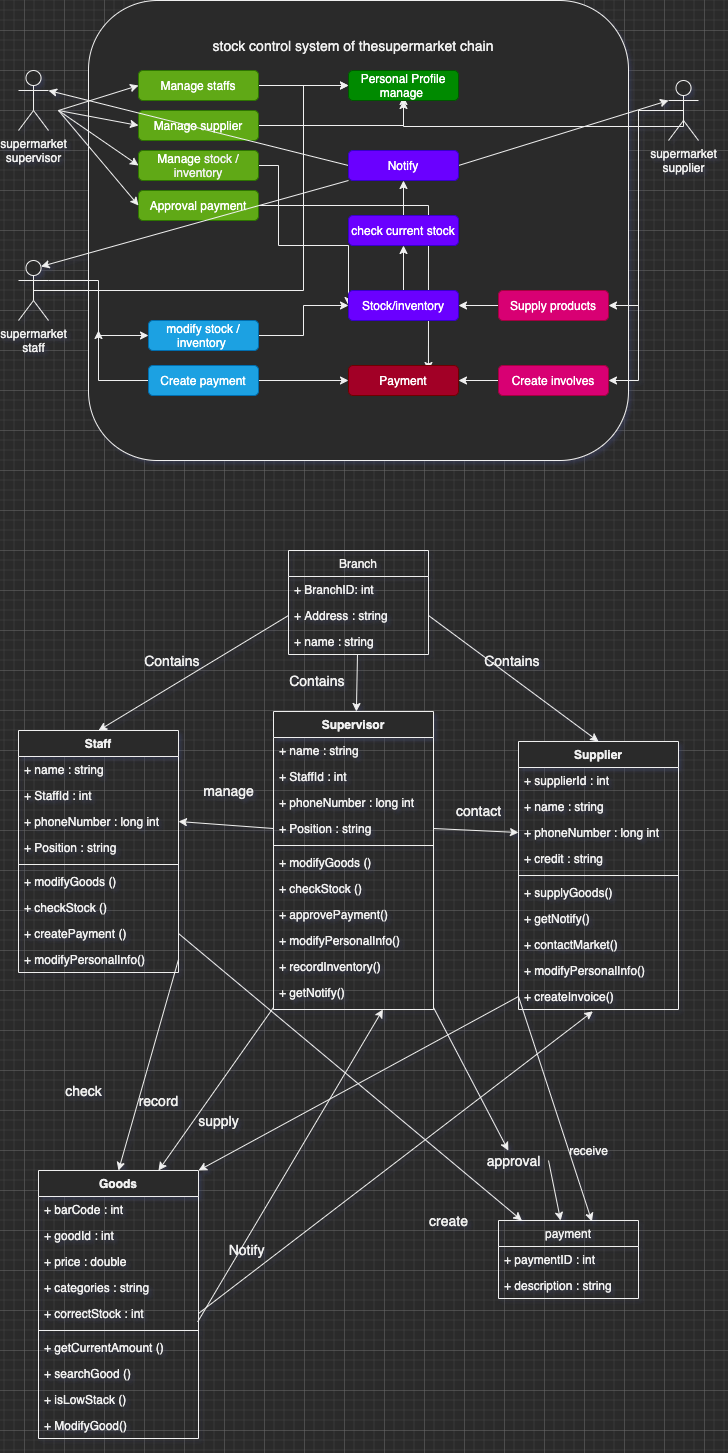 stock control system of thesupermarket chain
Manage staffs
Personal Profile
manage
supermarket
supervisor
Manage supplier
supermarket
supplier
Manage stock /
inventory
Notify
Approval payment
check current stock
Stock/inventory
Supply products
supermarket
staff
modify stock /
inventory
Create payment
Payment
Create involves
Branch
+ BranchID: int
+ Address : string
+ name : string
Contains
Contains
Contains
Staff
+ name : string
+ StaffId : int
+ phoneNumber : long int
+ Position : string
+ modifyGoods ()
+ checkStock ()
+ createPayment ()
+ modifyPersonalInfo()
manage
Supervisor
+ name : string
+ StaffId : int
+ phoneNumber : long int
+ Position : string
+ modifyGoods ()
+ checkStock ()
+ approvePayment()
+ modifyPersonalInfo()
+ recordInventory()
+ getNotify()
contact
Supplier
+ supplierId : int
+ name : string
+ phoneNumber : long int
+ credit : string
+ supplyGoods()
+ getNotify()
+ contactMarket()
+ modifyPersonalInfo()
+ createInvoice()
check
record
supply
approval
receive
create
Notify
Goods
+ barCode : int
+ goodId : int
+ price : double
+ categories : string
+ correctStock : int
+ getCurrentAmount ()
+ searchGood ()
+ isLowStack ()
+ ModifyGood()
payment
+ paymentID : int
+ description : string